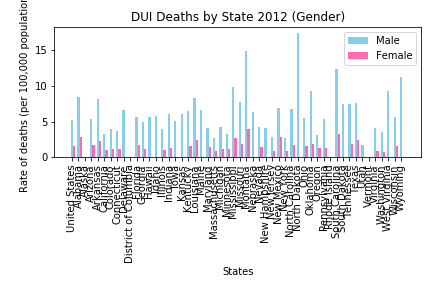 DUI Deaths by State 2012 (Gender)
Male
Female
15
10
5
0
Rate of deaths (per 100,000 population
United States
Alabama
Alaska
Arizona
Arkansas
California
Colorado
Connecticut
Delaware
District of Columbia
Florida
Georgia
Hawaii
Idaho
Illinois
Indiana
Iowa
Kansas
Kentucky
Louisiana
Maine
Maryland
Massachusetts
Michigan
Minnesota
Mississippi
Missouri
Montana
Nebraska
Nevada
New Hampshire
New Jersey
New Mexico
New York
North Carolina
North Dakota
Ohio
Oklahoma
Oregon
Pennsylvania
Rhode Island
South Carolina
South Dakota
Tennessee
Texas
Utah
Vermont
Virginia
Washington
West Virginia
Wisconsin
Wyoming
States